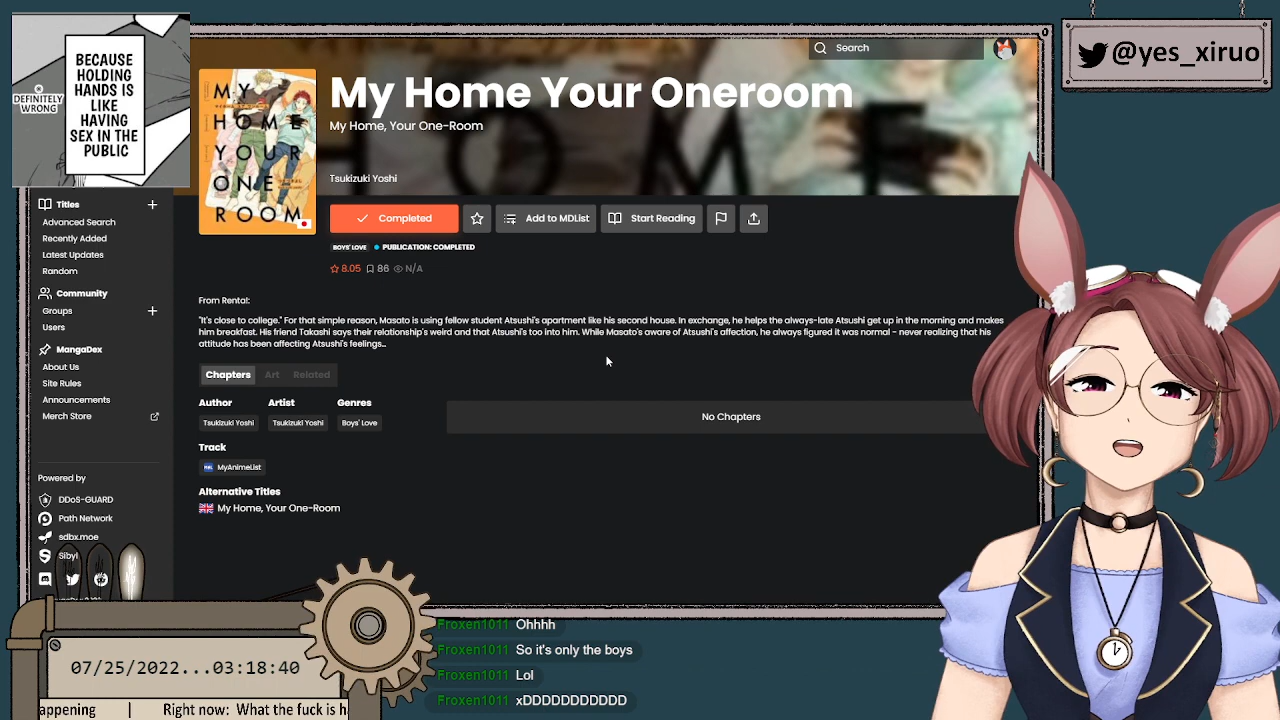 BECAUSE
HOLDING
HANDS IS
LIKE
HAVING
SEX IN THE
PUBLIC
DEFINITELY
WRONG
@yes_xiruo
Search
MY
HOME
YOUR
ONE
ROOM
My Home Your Oneroom
My Home, Your One-Room
Tsukizuki Yoshi
Completed
Add to MDList
Start Reading
BOYS' LOVE
PUBLICATION: COMPLETED
8.05
86
N/A
From Renta!:
"It's close to college." For that simple reason, Masato is using fellow student Atsushi's apartment like his second house. In exchange, he helps the always-late Atsushi get up in the morning and makes
him breakfast. His friend Takashi says their relationship's weird and that Atsushi's too into him. While Masato's aware of Atsushi's affection, he always figured it was normal - never realizing that his
attitude has been affecting Atsushi's feelings..
Chapters
Art
Related
Author
Artist
Genres
Tsukizuki Yoshi
Tsukizuki Yoshi
Boys' Love
No Chapters
Track
MyAnimeList
Alternative Titles
My Home, Your One-Room
Titles
Advanced Search
Recently Added
Latest Updates
Random
Community
Groups
Users
MangaDex
About Us
Site Rules
Announcements
Merch Store
Powered by
DDoS-GUARD
Path Network
sdbx.moe
Sibyl
07/25/2022...03:18:40
appening | Right now: What the fuck is h
Froxen1011 Ohhhh
Froxen1011 So it's only the boys
Froxen1011 Lol
Froxen1011 xDDDDDDDDDDD